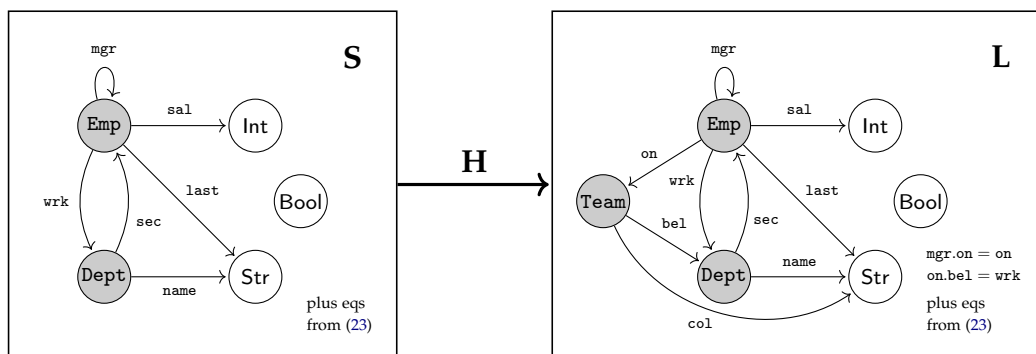 S
mgr
Emp
sal
Int
Bool
wrk
sec
last
Dept
name
Str
plus eqs
from (23)
H
L
mgr
Emp
sal
Int
on
Team
wrk
bel
sec
last
Bool
Dept
name
Str
col
mgr.on = on
on.bel = wrk
plus eqs
from (23)